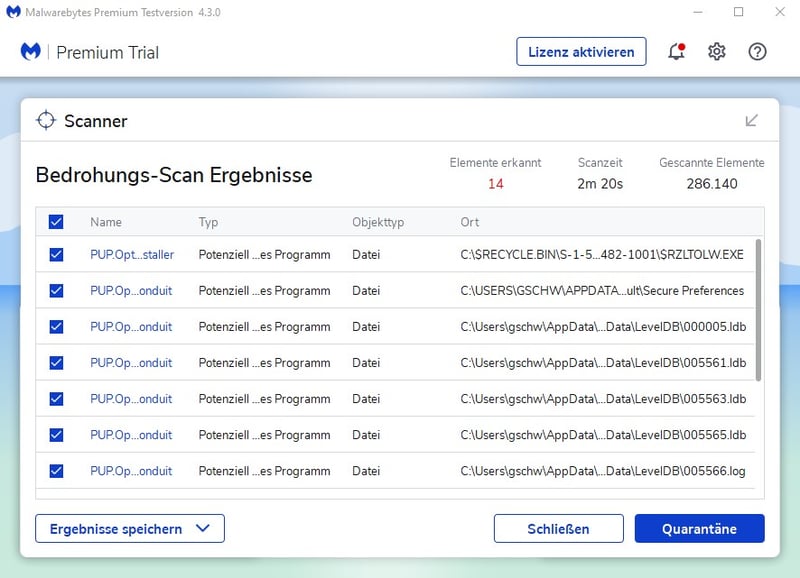 Malwarebytes Premium Testversion 4.3.0
Premium Trial
Lizenz aktivieren
Scanner
Bedrohungs-Scan Ergebnisse
Elemente erkannt Scanzeit Gescannte Elemente
14 2m 20s 286.140
Name Typ Objekttyp Ort
PUP.Opt...staller Potenziell ...es Programm Datei C:\$RECYCLE.BIN\S-1-5...482-1001\$RZLTOLW.EXE
PUP.Op...onduit Potenziell ...es Programm Datei C:\USERS\GSCHW\APPDATA...ult\Secure Preferences
PUP.Op...onduit Potenziell ...es Programm Datei C:\Users\gschw\AppData\...Data\LevelDB\000005.ldb
PUP.Op...onduit Potenziell ...es Programm Datei C:\Users\gschw\AppData\...Data\LevelDB\005561.ldb
PUP.Op...onduit Potenziell ...es Programm Datei C:\Users\gschw\AppData\...Data\LevelDB\005563.ldb
PUP.Op...onduit Potenziell ...es Programm Datei C:\Users\gschw\AppData\...Data\LevelDB\005565.ldb
PUP.Op...onduit Potenziell ...es Programm Datei C:\Users\gschw\AppData\...Data\LevelDB\005566.log
Ergebnisse speichern
Schließen
Quarantäne